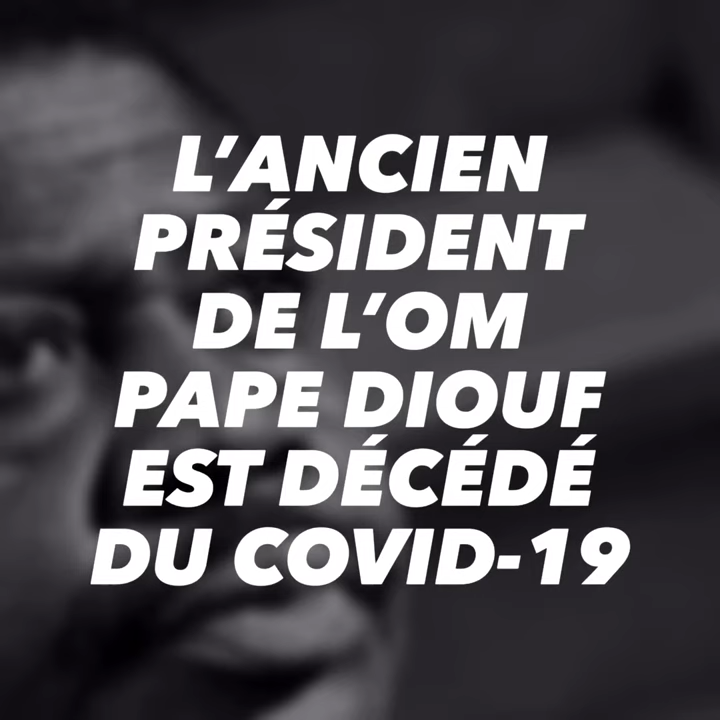 L’ANCIEN
PRÉSIDENT
DE L’OM
PAPE DIOUF
EST DÉCÉDÉ
DU COVID-19